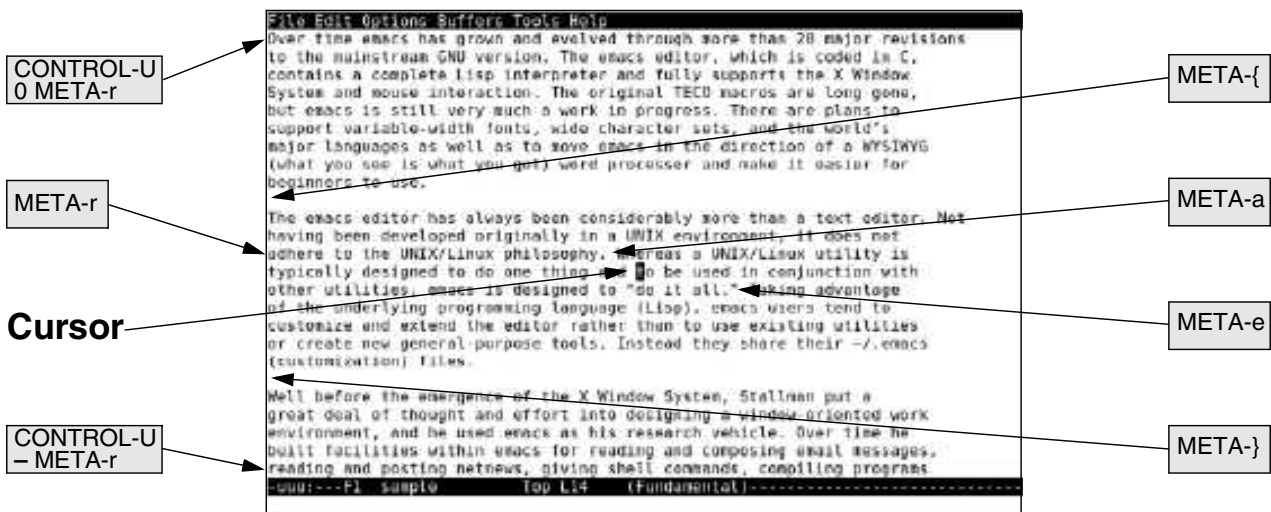 File Edit Options Buffers Tools Help
Over time emacs has grown and evolved through more than 20 major revisions
to the mainstream GNU version. The emacs editor, which is coded in C,
contains a complete Lisp interpreter and fully supports the X Window
System and mouse interaction. The original TECO macros are long gone,
but emacs is still very much a work in progress. There are plans to
support variable-width fonts, wide character sets, and the world's
major languages as well as to move emacs in the direction of a WYSIWYG
(what you see is what you get) word processer and make it easier for
beginners to use.
The emacs editor has always been considerably more than a text editor. Not
having been developed originally in a UNIX environment, it does not
adhere to the UNIX/Linux philosophy. Whereas a UNIX/Linux utility is
typically designed to do one thing and to be used in conjunction with
other utilities, emacs is designed to "do it all." Taking advantage
of the underlying programming language (Lisp), emacs users tend to
customize and extend the editor rather than to use existing utilities
or create new general-purpose tools. Instead they share their ~/.emacs
(customization) files.
Well before the emergence of the X Window System, Stallman put a
great deal of thought and effort into designing a window-oriented work
environment, and he used emacs as his research vehicle. Over time he
built facilities within emacs for reading and composing email messages,
reading and posting netnews, giving shell commands, compiling programs
-uuu:---F1 sample Top L14 (Fundamental)------------------------------
CONTROL-U
0 META-r
META-r
Cursor
CONTROL-U
– META-r
META-{
META-a
META-e
META-}